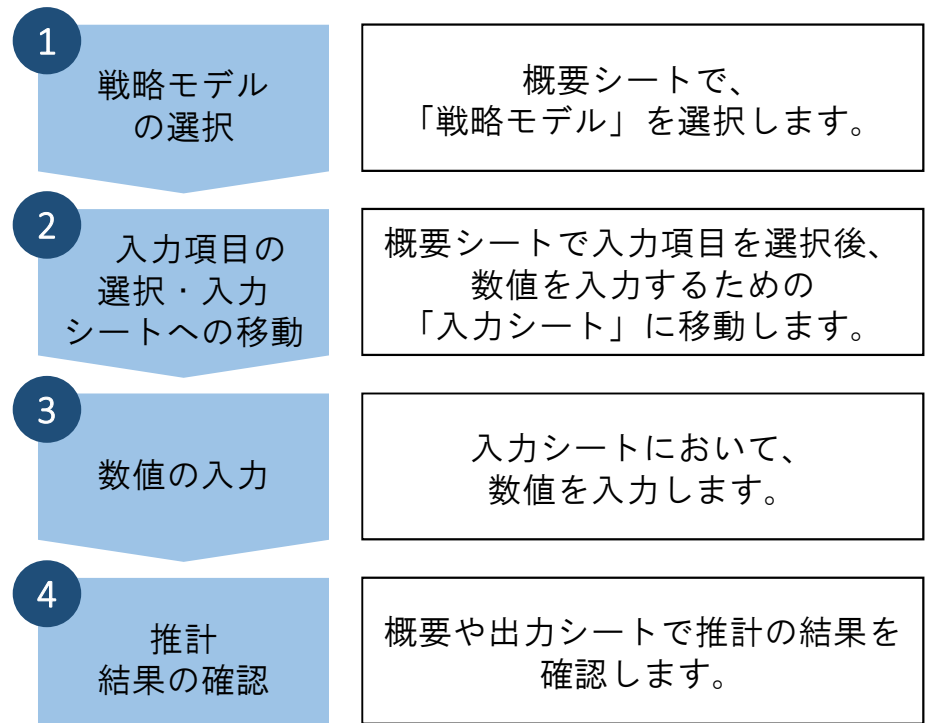 1
戦略モデル
の選択
概要シートで、
「戦略モデル」を選択します。
2
入力項目の
選択・入力
シートへの移動
概要シートで入力項目を選択後、
数値を入力するための
「入力シート」に移動します。
3
数値の入力
入力シートにおいて、
数値を入力します。
4
推計
結果の確認
概要や出力シートで推計の結果を
確認します。